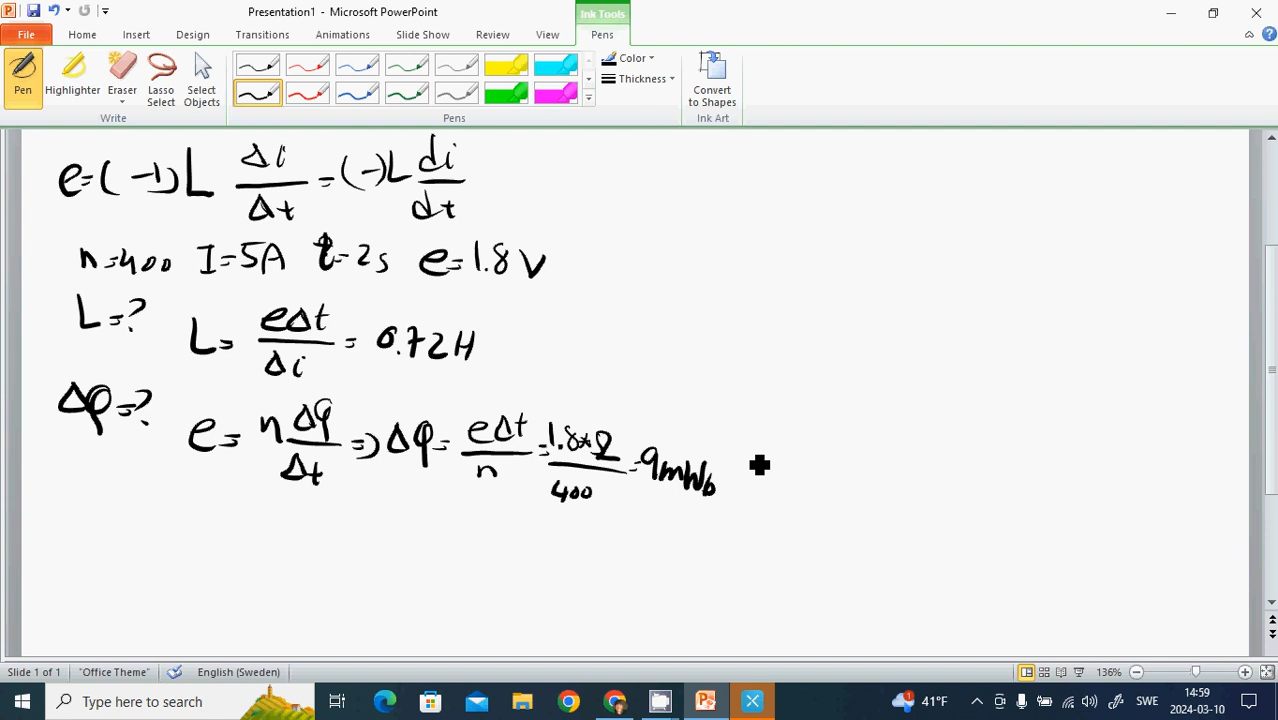 Presentation1 - Microsoft PowerPoint
Ink Tools
File Home Insert Design Transitions Animations Slide Show Review View Pens
Pen Highlighter Eraser Lasso Select Select Objects
Color
Thickness
Convert to Shapes
Write Pens Ink Art
e=(-1)L Δi/Δt=(-)L di/dt
n=400 I=5A t=2s e=1.8V
L=? L= eΔt/Δi = 0.72H
Δφ=? e= nΔφ/Δt => Δφ= eΔt/n = 1.8*2/400 =9mWb
Slide 1 of 1 "Office Theme" English (Sweden) 136%
Type here to search
41°F
SWE
14:59
2024-03-10